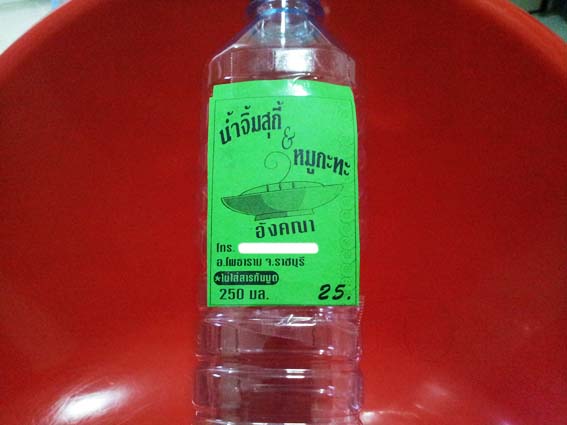 น้ำจิ้มสุกี้
&
หมูกะทะ
อังคณา
โทร.
อ.โพธาราม จ.ราชบุรี
★ไม่ใส่สารกันบูด
250 มล. 25.